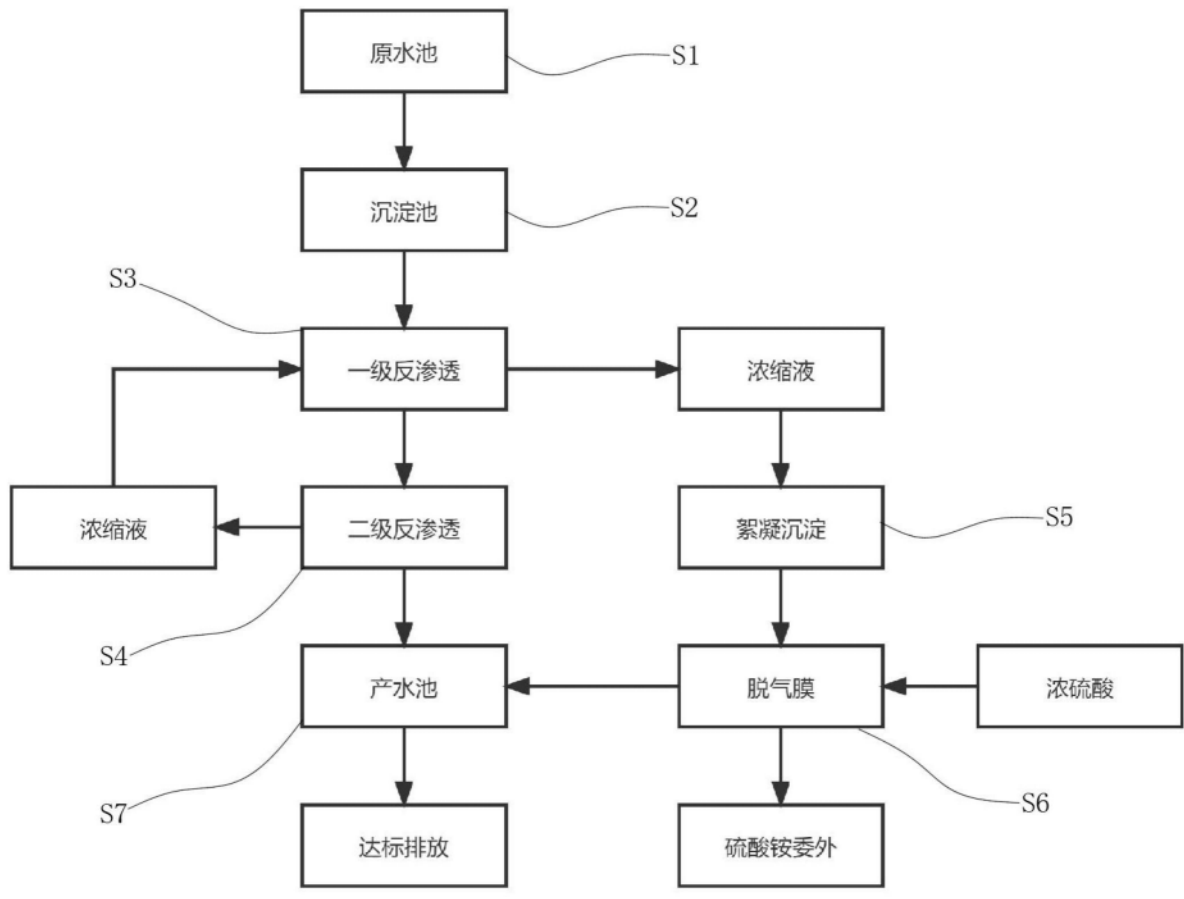 原水池
S1
沉淀池
S2
S3
一级反渗透
浓缩液
浓缩液
二级反渗透
絮凝沉淀
S5
S4
产水池
脱气膜
浓硫酸
S7
S6
达标排放
硫酸铵委外